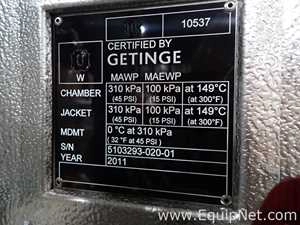 10537
CERTIFIED BY
GETINGE
W
MAWP MAEWP
CHAMBER 310 kPa 100 kPa at 149°C
(45 PSI) (15 PSI) (at 300°F)
JACKET 310 kPa 100 kPa at 149°C
(45 PSI) (15 PSI) (at 300°F)
MDMT 0 °C at 310 kPa
( 32 °F at 45 PSI )
S/N 5103293-020-01
YEAR 2011
www.EquipNet.com